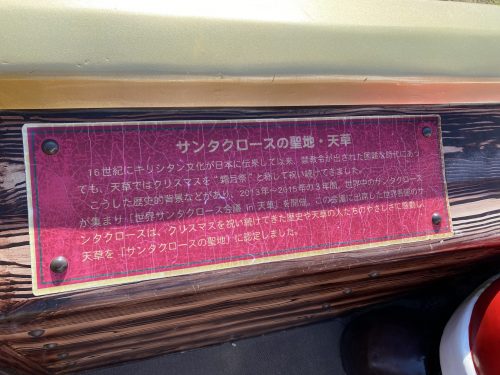 サンタクロースの聖地・天草
16世紀にキリシタン文化が日本に伝来して以来、禁教令が出された困難な時代にあっ
ても、天草ではクリスマスを“霜月祭”と称して祝い続けてきました。
こうした歴史的背景などがあり、2013年～2015年の3年間、世界中のサンタクロース
が集まり「世界サンタクロース会議 in 天草」を開催。この会議に出席した世界各国のサ
ンタクロースは、クリスマスを祝い続けてきた歴史や天草の人たちのやさしさに感動し、
天草を「サンタクロースの聖地」に認定しました。